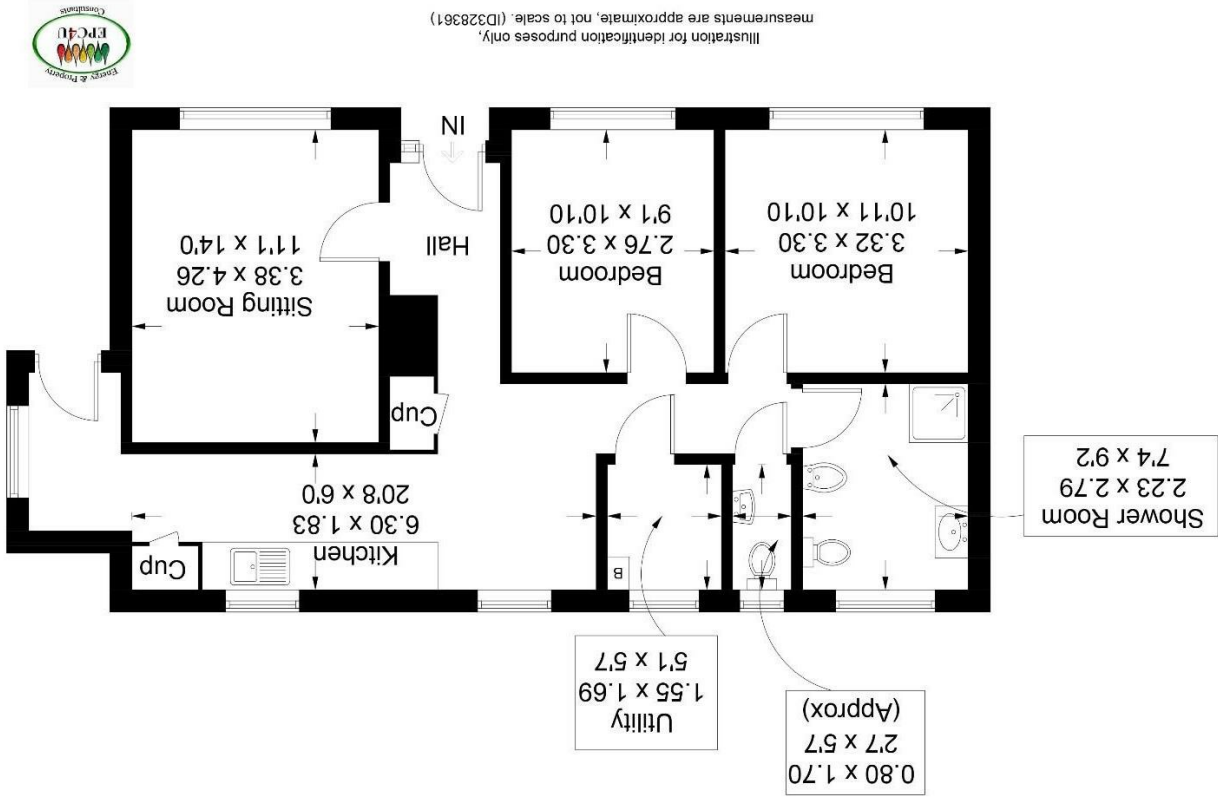 0.80 x 1.70
2'7 x 5'7
(Approx)
Utility
1.55 x 1.69
5'1 x 5'7
Shower Room
2.23 x 2.79
7'4 x 9'2
B
Kitchen
6.30 x 1.83
20'8 x 6'0
Cup
Cup
Bedroom
3.32 x 3.30
10'11 x 10'10
Bedroom
2.76 x 3.30
9'1 x 10'10
Hall
Sitting Room
3.38 x 4.26
11'1 x 14'0
IN
Illustration for identification purposes only,
measurements are approximate, not to scale. (ID328361)
Energy & Property
EPC4U
Consultants